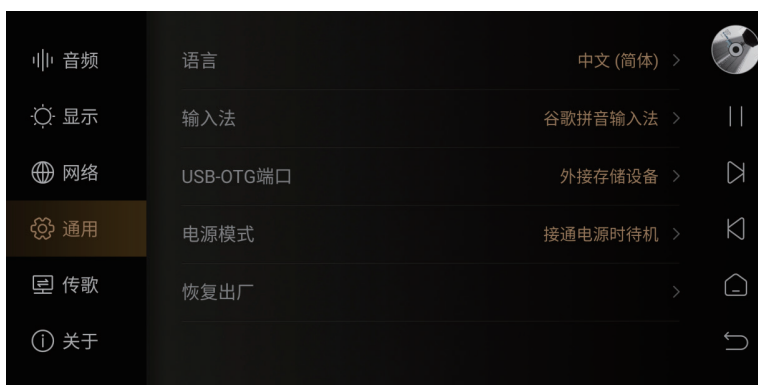 音频
显示
网络
通用
传歌
关于
语言 中文 (简体)
输入法 谷歌拼音输入法
USB-OTG端口 外接存储设备
电源模式 接通电源时待机
恢复出厂